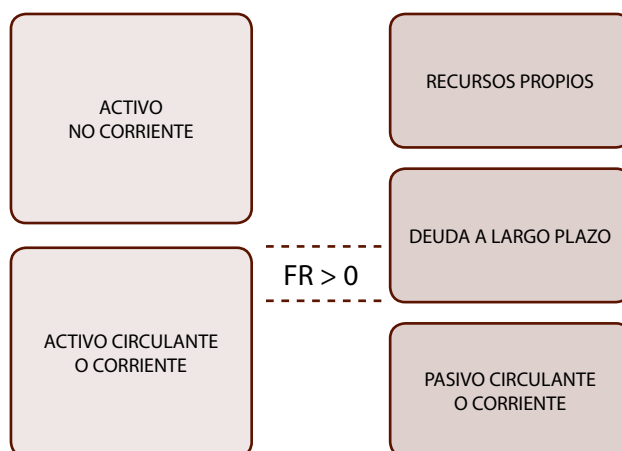 ACTIVO
NO CORRIENTE
ACTIVO CIRCULANTE
O CORRIENTE
FR > 0
RECURSOS PROPIOS
DEUDA A LARGO PLAZO
PASIVO CIRCULANTE
O CORRIENTE